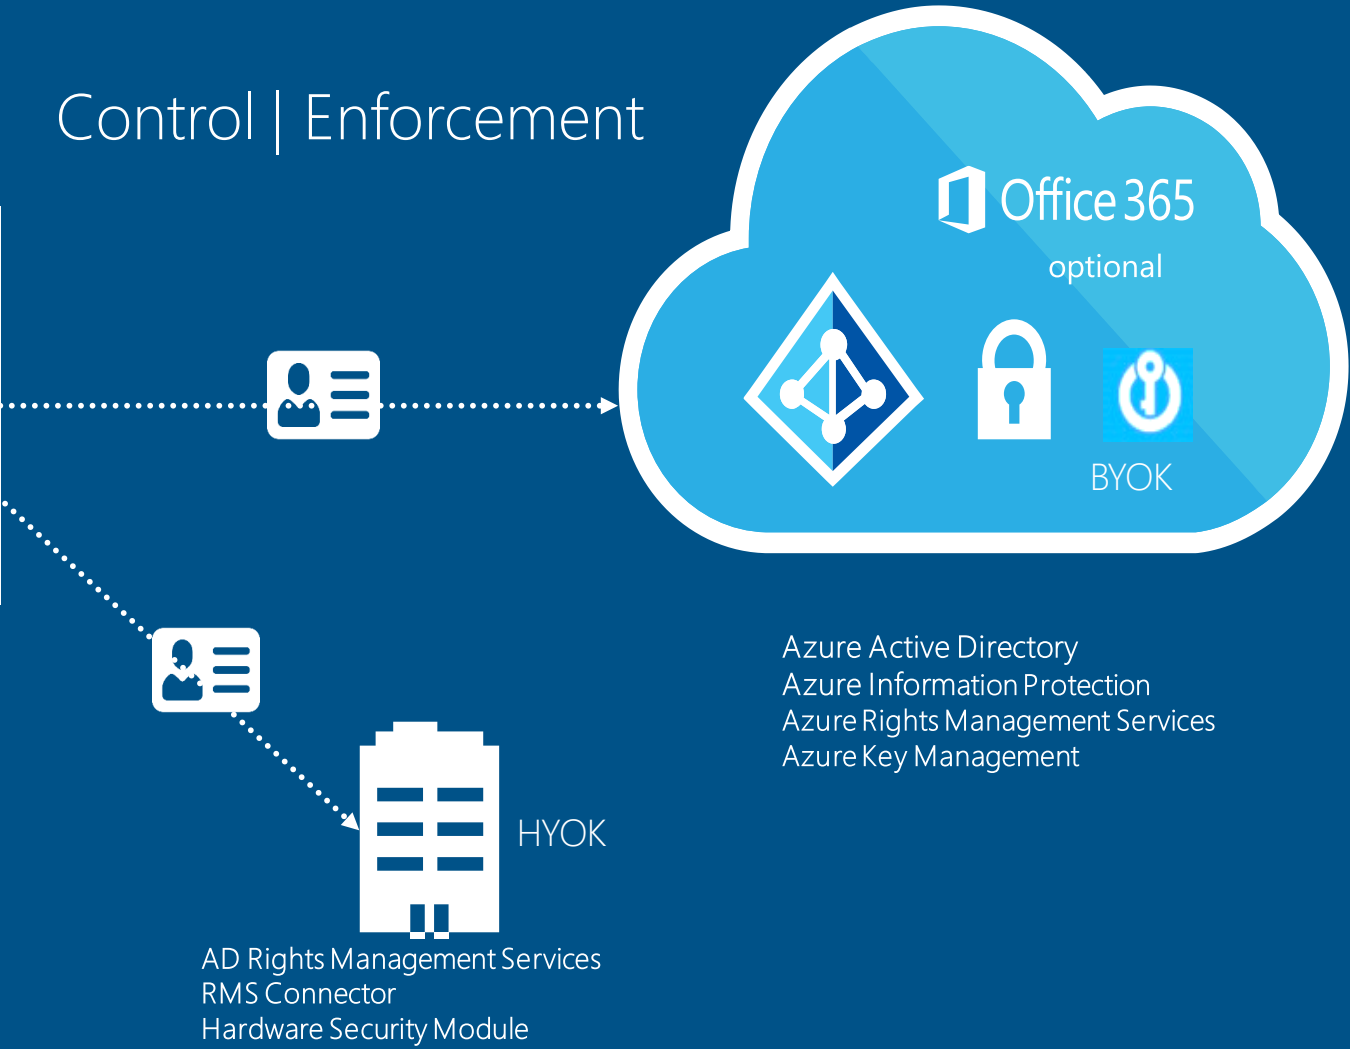 Control | Enforcement
Office 365
optional
BYOK
Azure Active Directory
Azure Information Protection
Azure Rights Management Services
Azure Key Management
HYOK
AD Rights Management Services
RMS Connector
Hardware Security Module